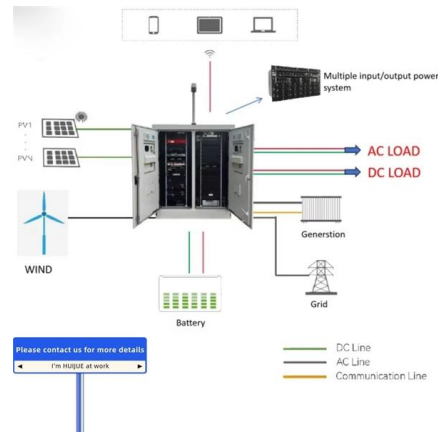 Multiple input/output power
system
PV1
PVN
AC LOAD
DC LOAD
WIND
Generstion
Grid
Battery
Please contact us for more details
I'm HUIJUE at work
DC Line
AC Line
Communication Line